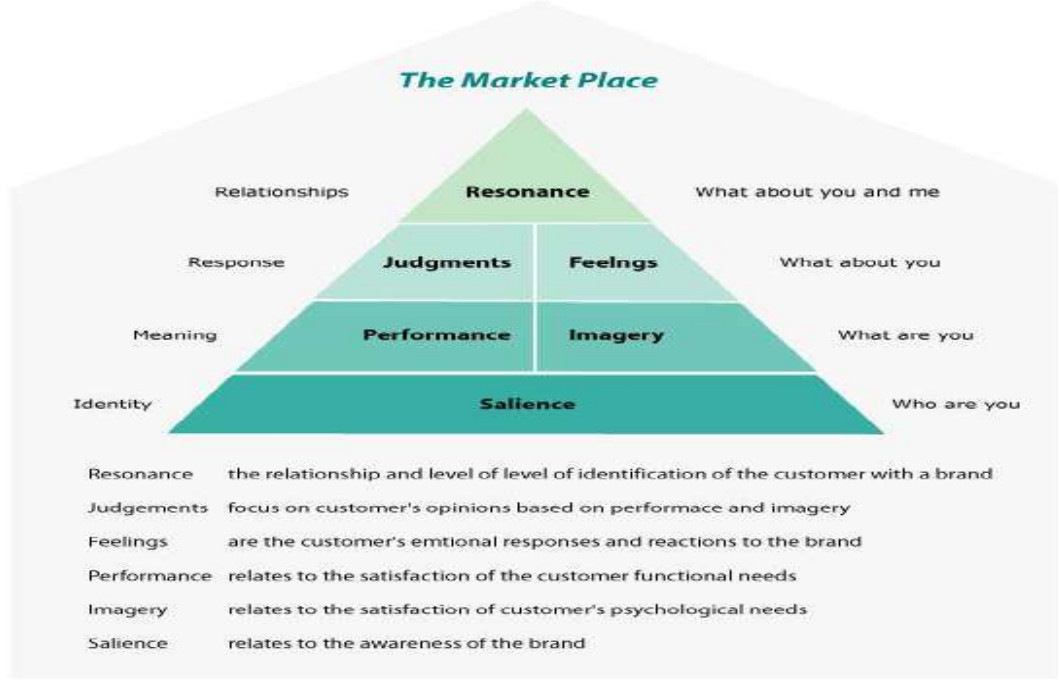 The Market Place
Relationships Resonance What about you and me
Response Judgments Feelngs What about you
Meaning Performance Imagery What are you
Identity Salience Who are you
Resonance the relationship and level of level of identification of the customer with a brand
Judgements focus on customer's opinions based on performace and imagery
Feelings are the customer's emtional responses and reactions to the brand
Performance relates to the satisfaction of the customer functional needs
Imagery relates to the satisfaction of customer's psychological needs
Salience relates to the awareness of the brand